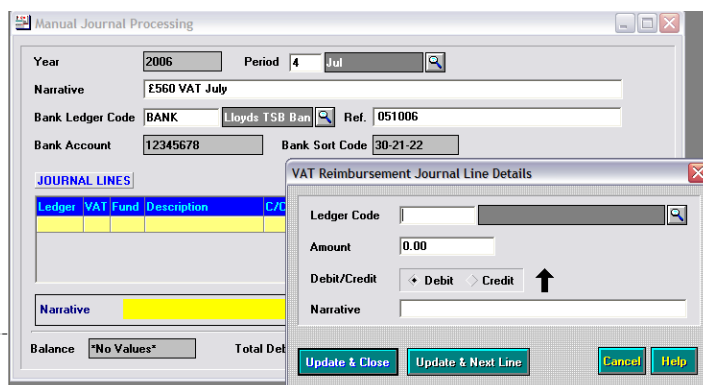 Manual Journal Processing
Year 2006 Period 4 Jul
Narrative £560 VAT July
Bank Ledger Code BANK Lloyds TSB Ban Ref. 051006
Bank Account 12345678 Bank Sort Code 30-21-22
JOURNAL LINES
Ledger VAT Fund Description C/C
Narrative
Balance *No Values* Total Deb
VAT Reimbursement Journal Line Details
Ledger Code
Amount 0.00
Debit/Credit Debit Credit
Narrative
Update & Close Update & Next Line Cancel Help